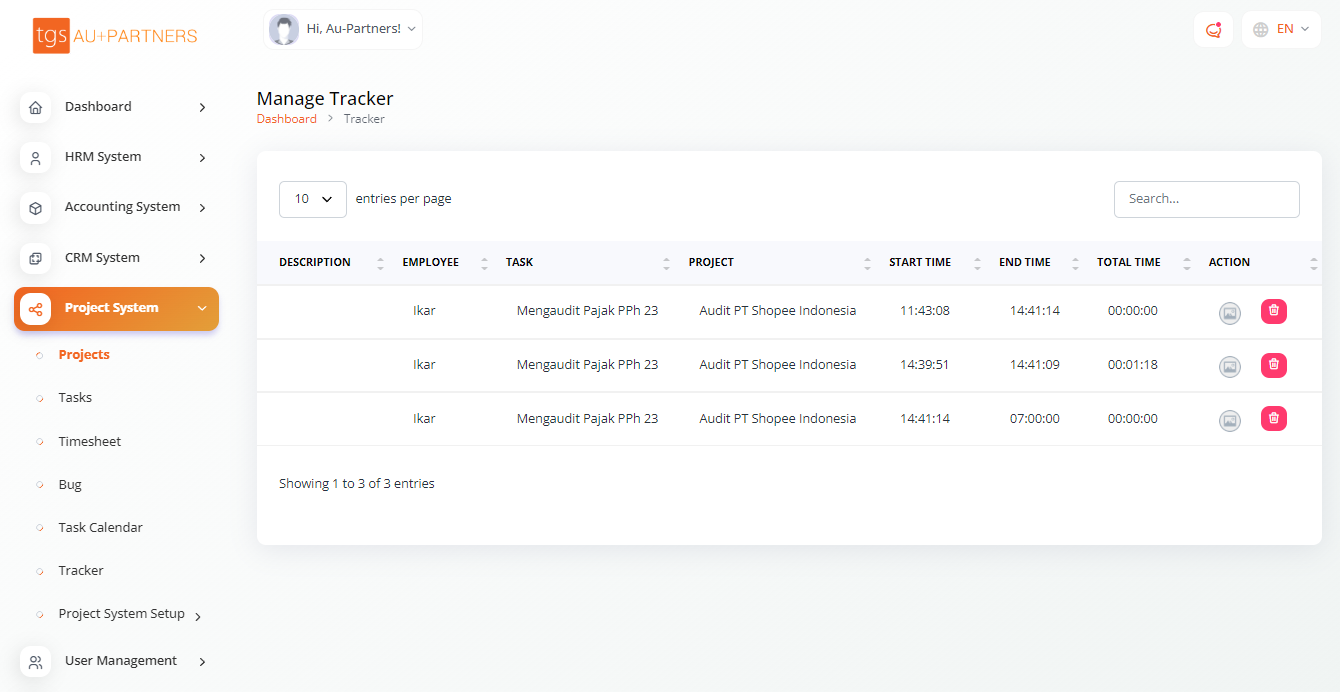 tgs AU+PARTNERS
Hi, Au-Partners!
EN
Dashboard
HRM System
Accounting System
CRM System
Project System
Projects
Tasks
Timesheet
Bug
Task Calendar
Tracker
Project System Setup
User Management
Manage Tracker
Dashboard > Tracker
10 entries per page
Search...
DESCRIPTION EMPLOYEE TASK PROJECT START TIME END TIME TOTAL TIME ACTION
Ikar Mengaudit Pajak PPh 23 Audit PT Shopee Indonesia 11:43:08 14:41:14 00:00:00
Ikar Mengaudit Pajak PPh 23 Audit PT Shopee Indonesia 14:39:51 14:41:09 00:01:18
Ikar Mengaudit Pajak PPh 23 Audit PT Shopee Indonesia 14:41:14 07:00:00 00:00:00
Showing 1 to 3 of 3 entries